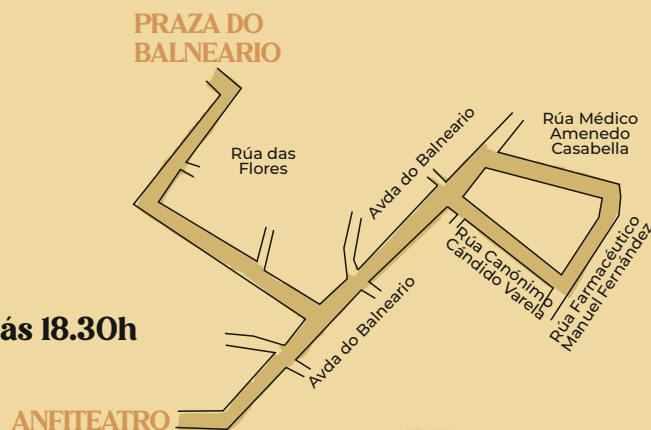 PRAZA DO
BALNEARIO
Rúa das
Flores
Avda do Balneario
Rúa Médico
Amenedo
Casabella
Rúa Canónimo
Cándido Varela
Rúa Farmacéutico
Manuel Fernández
Avda do Balneario
ás 18.30h
ANFITEATRO